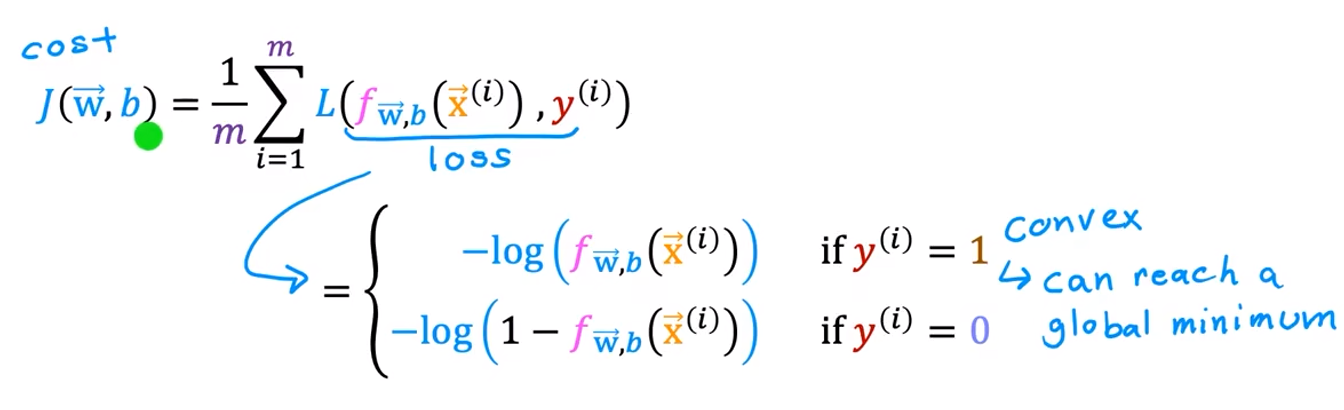 cost
J(w⃗, b) = 1/m ∑_{i=1}^{m} L(f_{w⃗,b}(x⃗^{(i)}), y^{(i)})
loss
= { −log(f_{w⃗,b}(x⃗^{(i)})) if y^{(i)} = 1
−log(1 − f_{w⃗,b}(x⃗^{(i)})) if y^{(i)} = 0
convex
↳ can reach a
global minimum